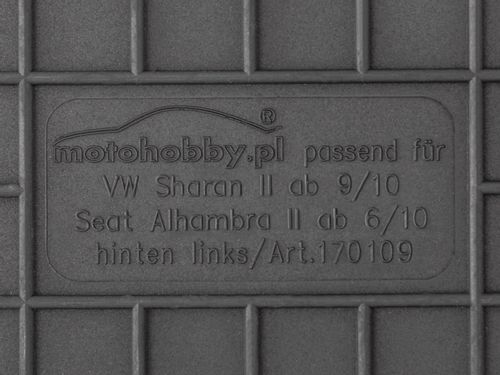 motohobby.pl® passend für
VW Sharan II ab 9/10
Seat Alhambra II ab 6/10
hinten links/Art.170109